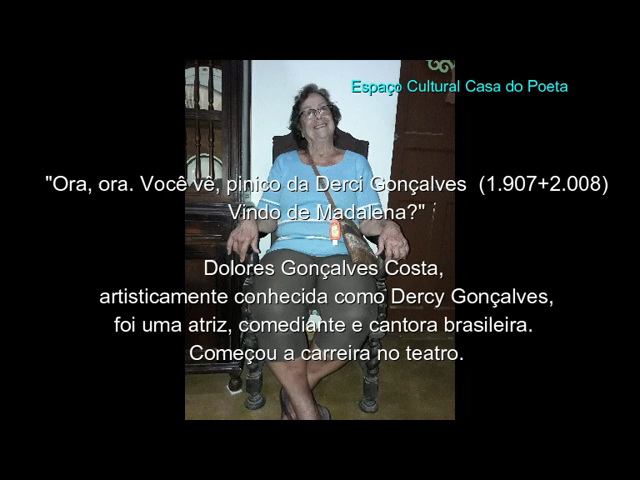 Espaço Cultural Casa do Poeta
"Ora, ora. Você vê, pinico da Derci Gonçalves (1.907+2.008)
Vindo de Madalena?"
Dolores Gonçalves Costa,
artisticamente conhecida como Dercy Gonçalves,
foi uma atriz, comediante e cantora brasileira.
Começou a carreira no teatro.